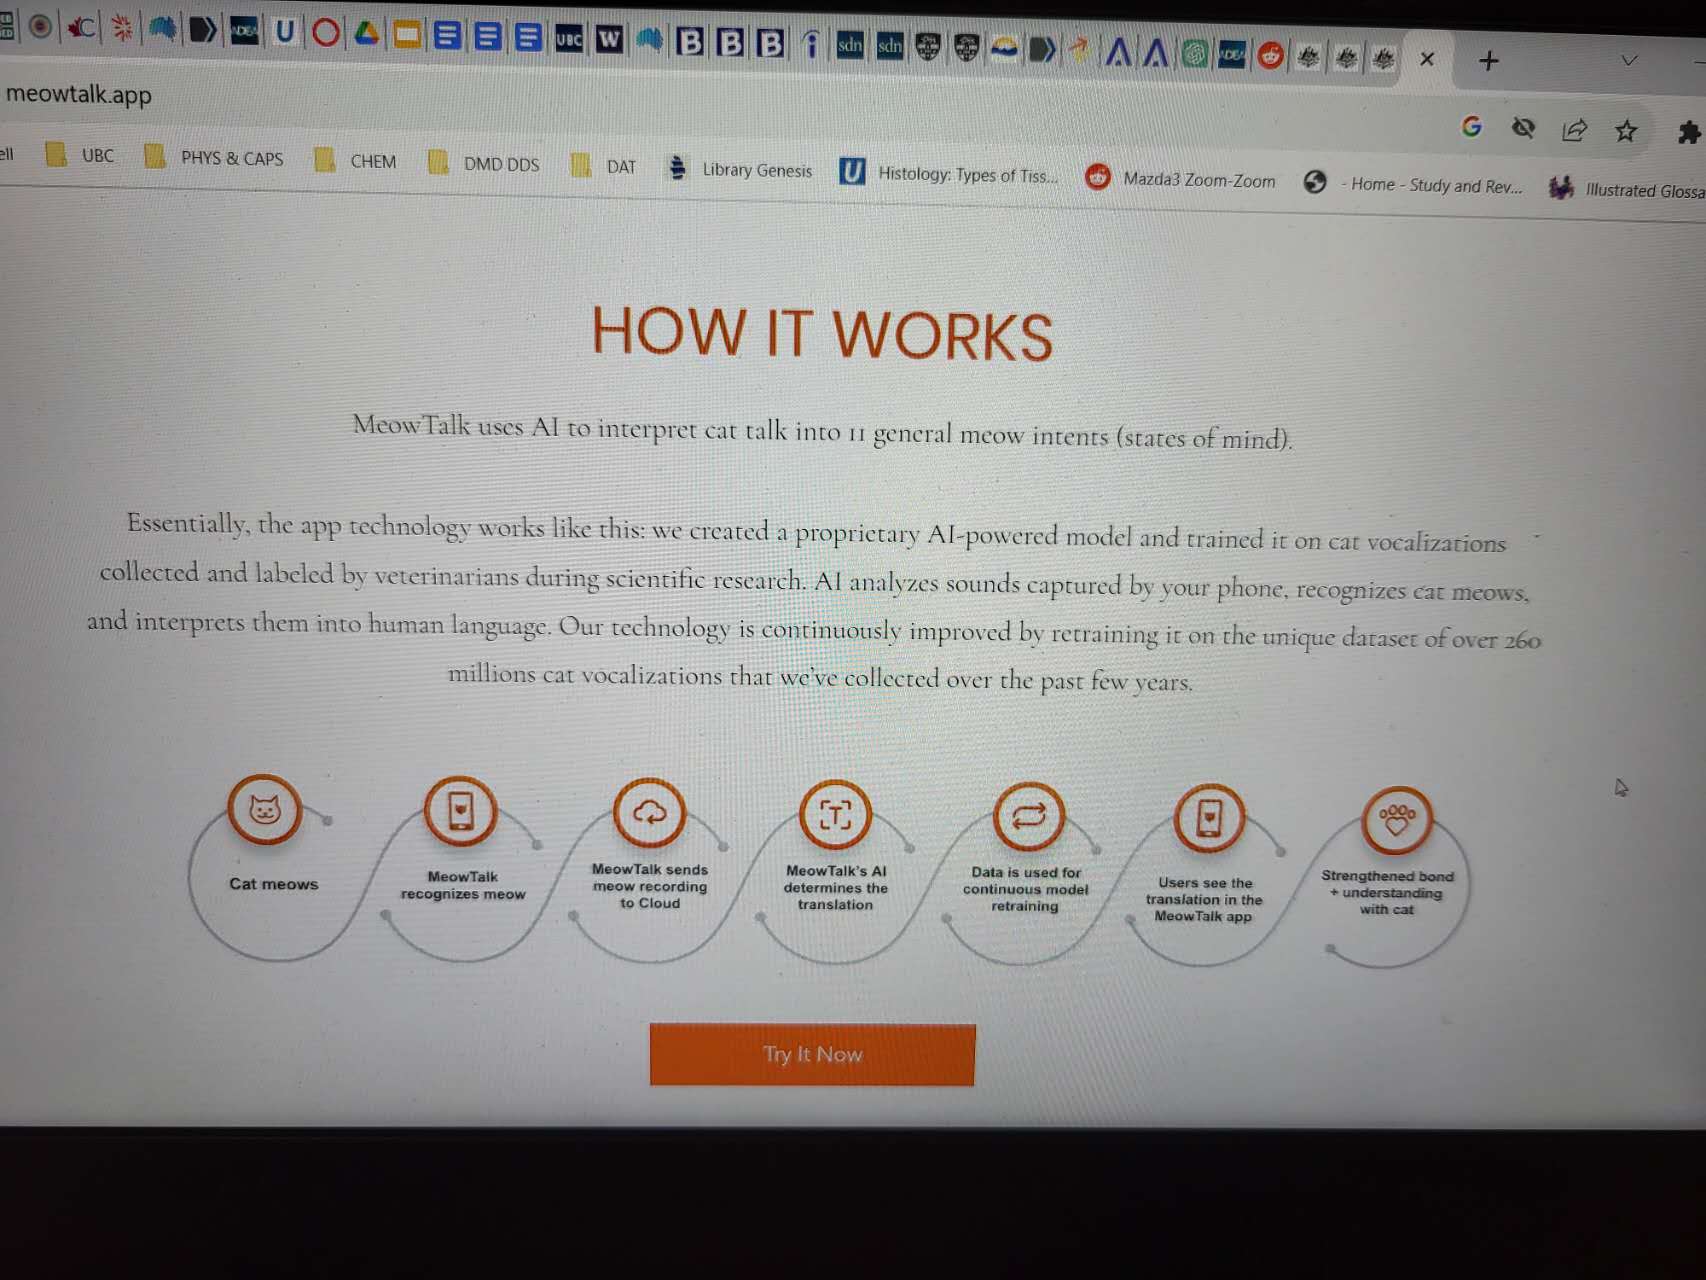 UBC
W
B
B
B
sdn
sdn
meowtalk.app
UBC
PHYS & CAPS
CHEM
DMD DDS
DAT
Library Genesis
Histology: Types of Tiss...
Mazda3 Zoom-Zoom
- Home - Study and Rev...
Illustrated Glossa
HOW IT WORKS
MeowTalk uses AI to interpret cat talk into 11 general meow intents (states of mind).
Essentially, the app technology works like this: we created a proprietary AI-powered model and trained it on cat vocalizations
collected and labeled by veterinarians during scientific research. AI analyzes sounds captured by your phone, recognizes cat meows,
and interprets them into human language. Our technology is continuously improved by retraining it on the unique dataset of over 260
millions cat vocalizations that we've collected over the past few years.
Cat meows
MeowTalk
recognizes meow
MeowTalk sends
meow recording
to Cloud
MeowTalk's AI
determines the
translation
Data is used for
continuous model
retraining
Users see the
translation in the
MeowTalk app
Strengthened bond
+ understanding
with cat
Try It Now